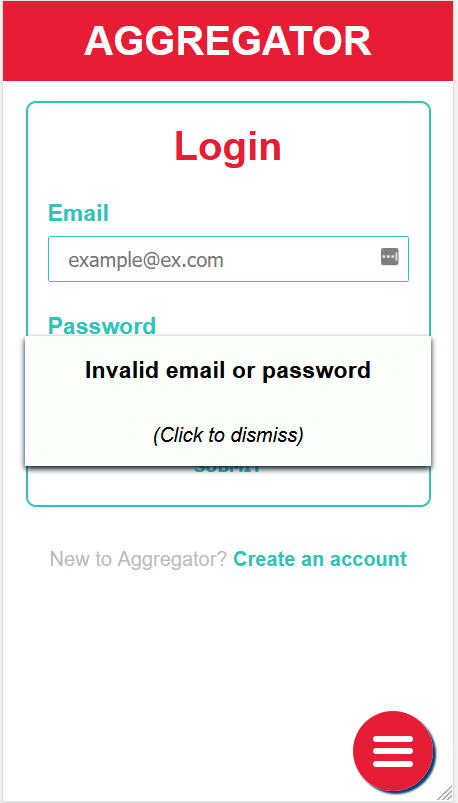 AGGREGATOR
Login
Email
example@ex.com
Password
Invalid email or password
(Click to dismiss)
SUBMIT
New to Aggregator? Create an account